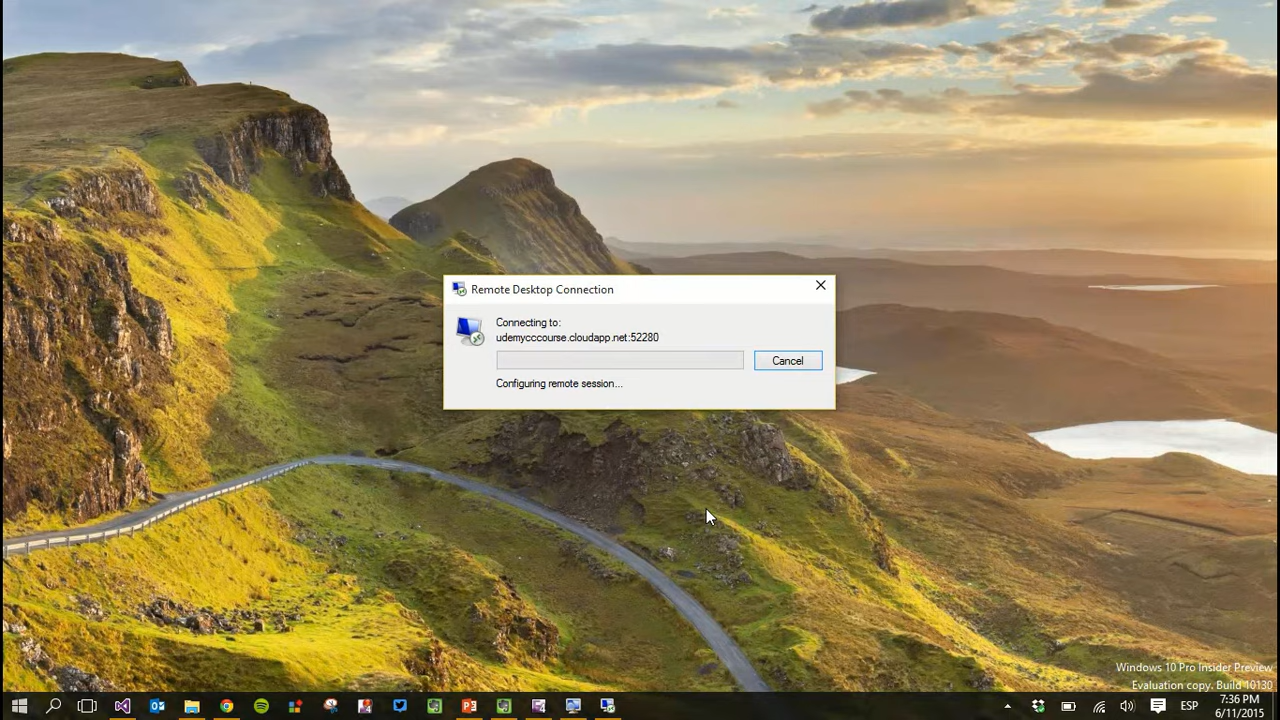 Remote Desktop Connection
Connecting to:
udemycccourse.cloudapp.net:52280
Cancel
Configuring remote session...
Windows 10 Pro Insider Preview
Evaluation copy. Build 10130
ESP
7:36 PM
6/11/2015